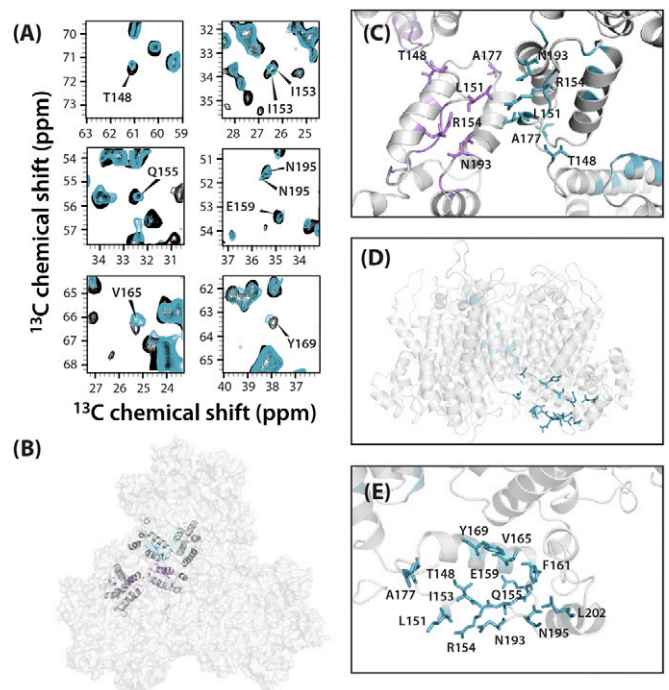 (A)
70
71
72
73
T148
63 62 61 60 59
32
33
34
35
I153
I153
28 27 26 25
54
55
56
57
Q155
34 33 32 31
51
52
53
54
N195
N195
E159
37 36 35 34
65
66
67
68
V165
27 26 25 24
62
63
64
65
Y169
40 39 38 37
13C chemical shift (ppm)
13C chemical shift (ppm)
(B)
(C)
T148
A177
L151
R154
N193
N193
R154
L151
A177
T148
(D)
(E)
Y169
V165
T148
E159
F161
A177
I153
Q155
L202
L151
R154
N193
N195